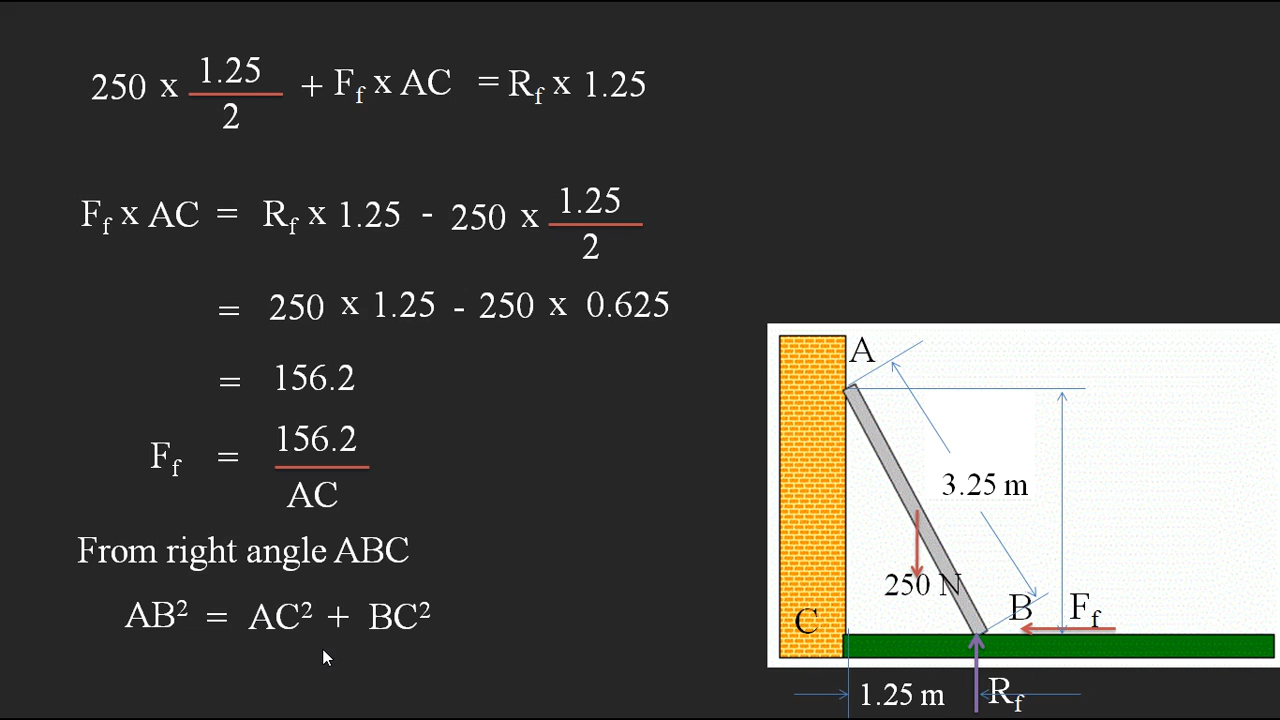 250 x 1.25/2 + Ff x AC = Rf x 1.25
Ff x AC = Rf x 1.25 - 250 x 1.25/2
= 250 x 1.25 - 250 x 0.625
= 156.2
Ff = 156.2/AC
From right angle ABC
AB² = AC² + BC²
A
3.25 m
250 N
C
B
Ff
1.25 m
Rf